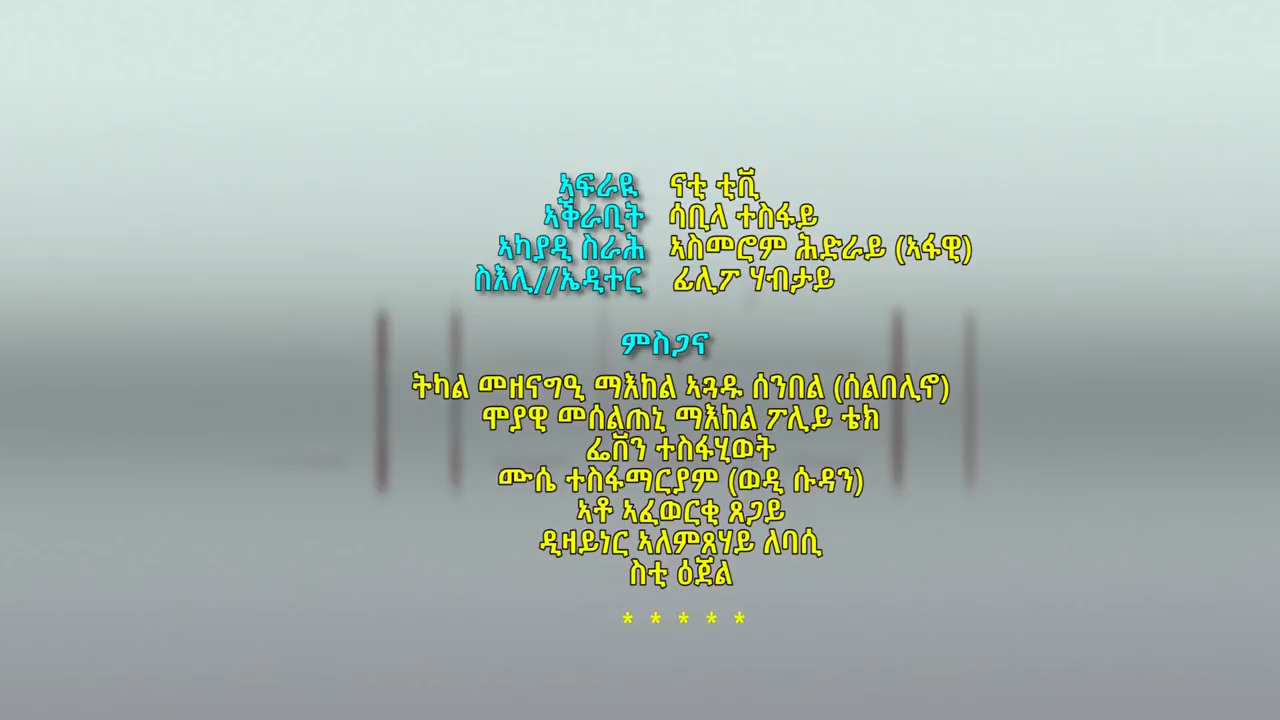 ኣፍራዪ ናቲ ቲቪ
ኣቕራቢት ሳቢላ ተስፋይ
ኣካያዲ ስራሕ ኣስመሮም ሕድራይ (ኣፋዊ)
ስእሊ//ኤዲተር ፊሊፖ ሃብታይ
ምስጋና
ትካል መዘናግዒ ማእከል ኣጓዱ ሰንበል (ሰልበሊኖ)
ሞያዊ መሰልጠኒ ማእከል ፖሊይ ቴክ
ፌቨን ተስፋሂወት
ሙሴ ተስፋማርያም (ወዲ ሱዳን)
ኣቶ ኣፈወርቂ ጸጋይ
ዲዛይነር ኣለምጸሃይ ለባሲ
ስቲ ዕጀል
* * * * *